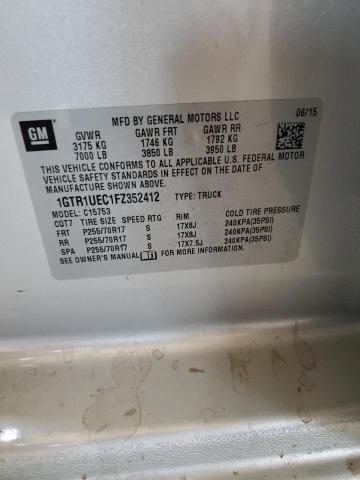 GM
MFD BY GENERAL MOTORS LLC 06/15
GVWR GAWR FRT GAWR RR
3175 KG 1746 KG 1792 KG
7000 LB 3850 LB 3950 LB
THIS VEHICLE CONFORMS TO ALL APPLICABLE U.S. FEDERAL MOTOR
VEHICLE SAFETY STANDARDS IN EFFECT ON THE DATE OF
MANUFACTURE SHOWN ABOVE.
1GTR1UEC1FZ352412 TYPE: TRUCK
MODEL: C15753
CQT7 TIRE SIZE SPEED RTG RIM COLD TIRE PRESSURE
FRT P255/70R17 S 17X8J 240KPA(35PSI)
RR P255/70R17 S 17X8J 240KPA(35PSI)
SPA P255/70R17 S 17X7.5J 240KPA(35PSI)
SEE OWNER'S MANUAL